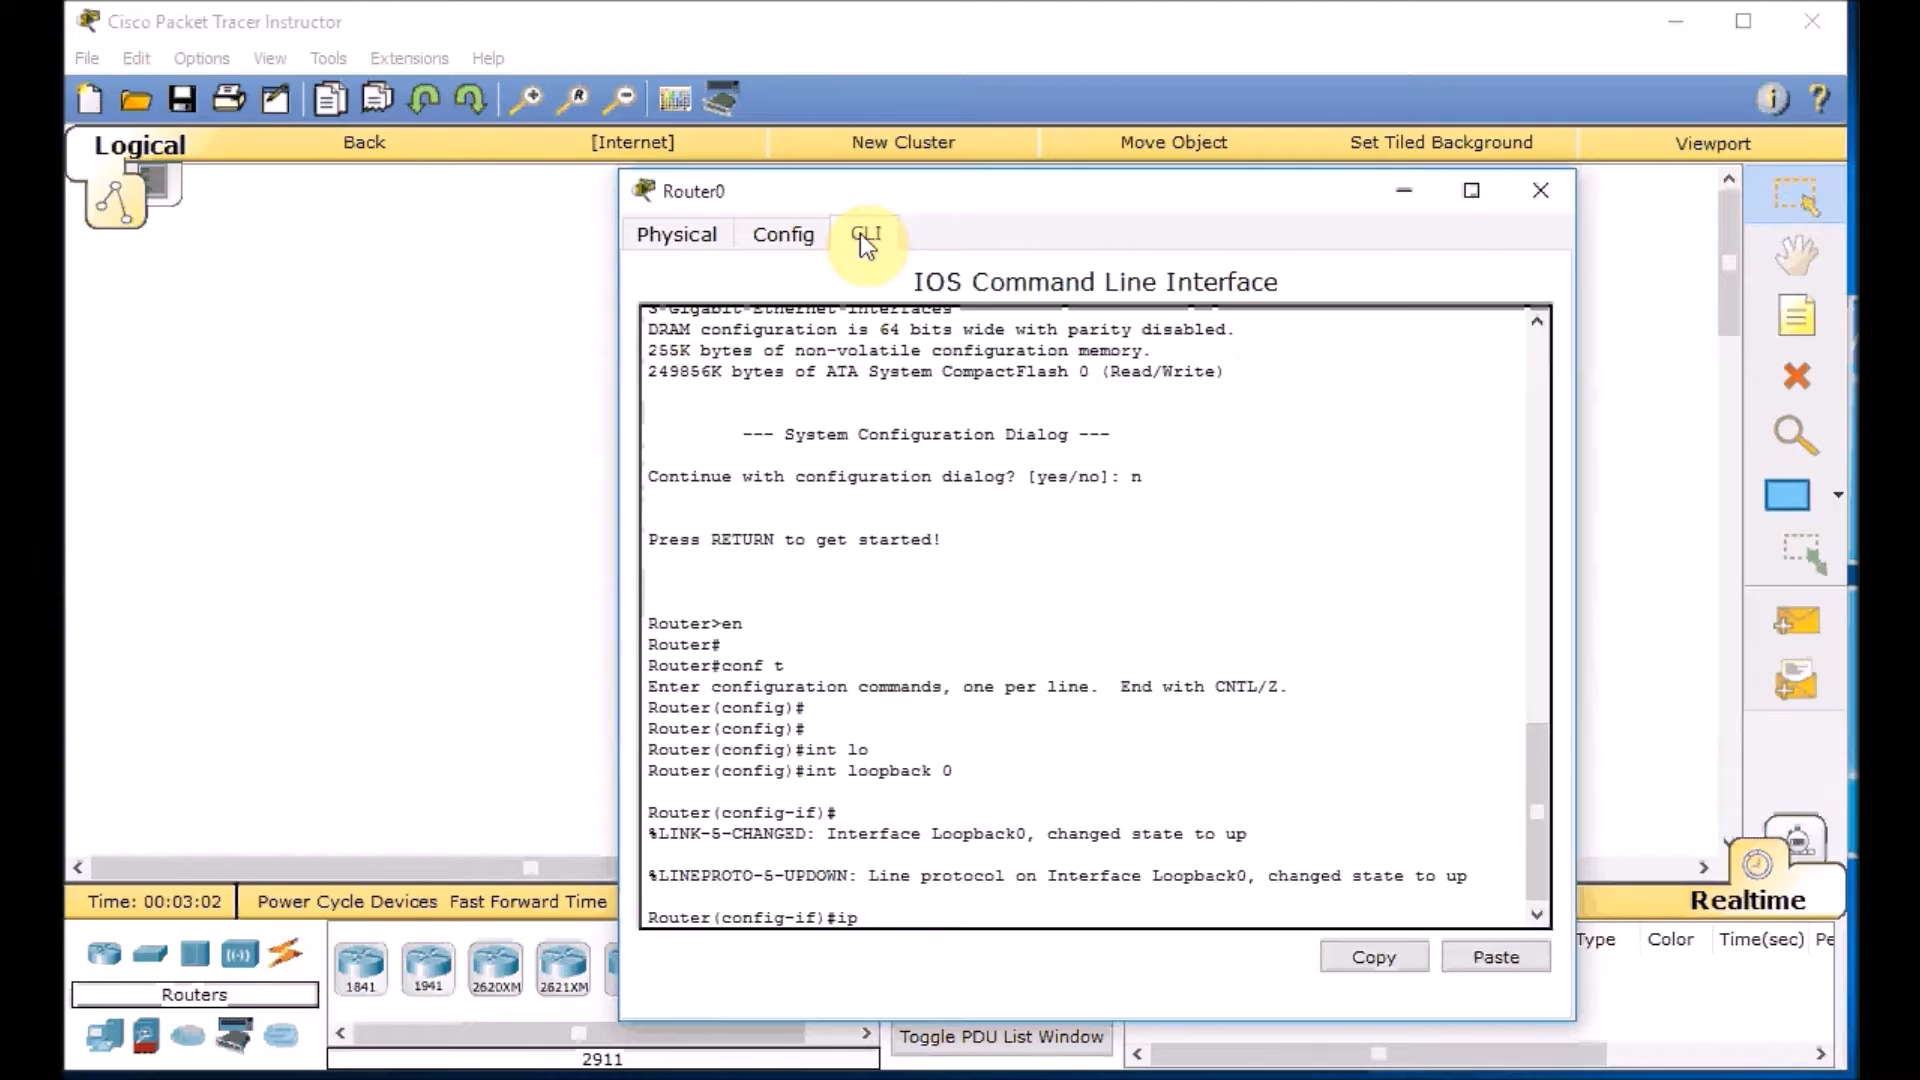 Cisco Packet Tracer Instructor
File Edit Options View Tools Extensions Help
R i ?
Logical Back [Internet] New Cluster Move Object Set Tiled Background Viewport
Router0
Physical Config CLI
IOS Command Line Interface
3 Gigabit-Ethernet interfaces
DRAM configuration is 64 bits wide with parity disabled.
255K bytes of non-volatile configuration memory.
249856K bytes of ATA System CompactFlash 0 (Read/Write)
--- System Configuration Dialog ---
Continue with configuration dialog? [yes/no]: n
Press RETURN to get started!
Router>en
Router#
Router#conf t
Enter configuration commands, one per line.  End with CNTL/Z.
Router(config)#
Router(config)#
Router(config)#int lo
Router(config)#int loopback 0
Router(config-if)#
%LINK-5-CHANGED: Interface Loopback0, changed state to up
%LINEPROTO-5-UPDOWN: Line protocol on Interface Loopback0, changed state to up
Router(config-if)#ip
Copy Paste
Time: 00:03:02 Power Cycle Devices Fast Forward Time Realtime
Type Color Time(sec) Pe
1841 1941 2620XM 2621XM
Routers
Toggle PDU List Window
2911